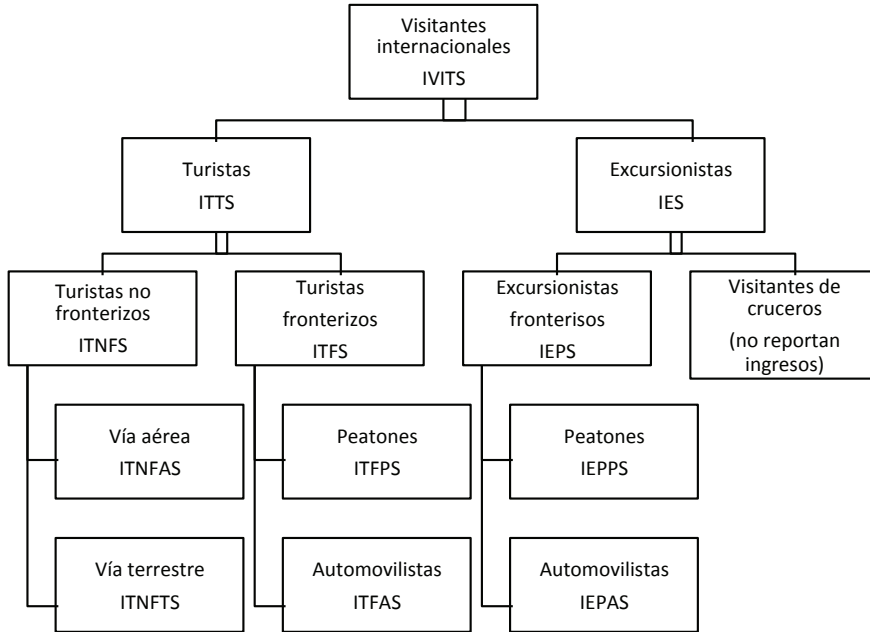 Visitantes
internacionales
IVITS
Turistas
ITTS
Excursionistas
IES
Turistas no
fronterizos
ITNFS
Turistas
fronterizos
ITFS
Excursionistas
fronterisos
IEPS
Visitantes de
cruceros
(no reportan
ingresos)
Vía aérea
ITNFAS
Peatones
ITFPS
Peatones
IEPPS
Vía terrestre
ITNFTS
Automovilistas
ITFAS
Automovilistas
IEPAS